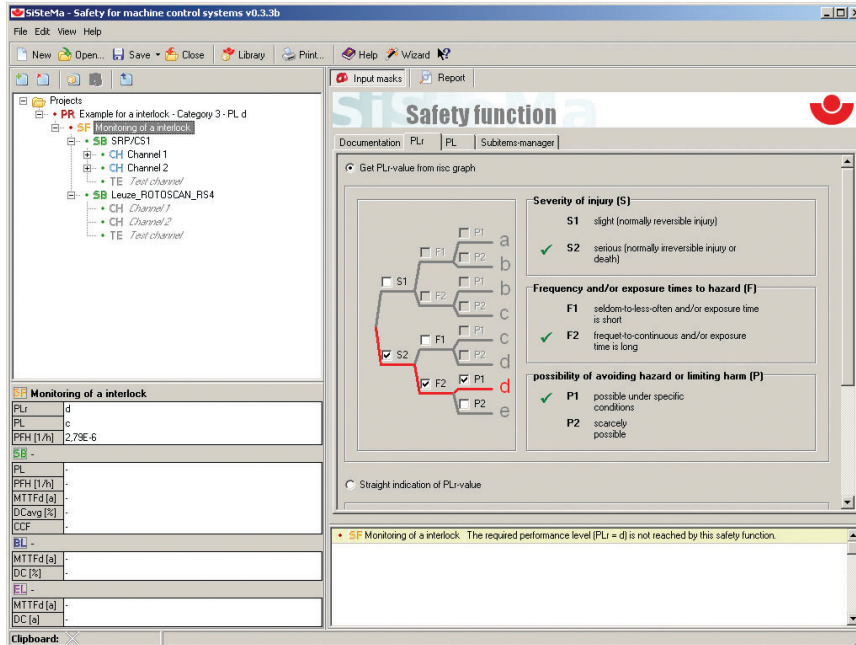 SiSteMa - Safety for machine control systems v0.3.3b
File Edit View Help
New Open... Save Close Library Print... Help Wizard
Projects
PR Example for a interlock - Category 3 - PL d
SF Monitoring of a interlock
SB SRP/CS1
CH Channel 1
CH Channel 2
TE Test channel
SB Leuze_ROTOSCAN_RS4
CH Channel 1
CH Channel 2
TE Test channel
SF Monitoring of a interlock
PLr d
PL c
PFH [1/h] 2,79E-6
SB -
PL -
PFH [1/h] -
MTTFd [a] -
DCavg [%] -
CCF -
BL -
MTTFd [a] -
DC [%] -
EL -
MTTFd [a] -
DC [a] -
Clipboard:
Input masks Report
SiSteMa
Safety function
Documentation PLr PL Subitems-manager
Get PLr-value from risc graph
P1 a
F1 P2 b
S1 P1 b
F2 P2 c
F1 P1 c
S2 P2 d
F2 P1 d
P2 e
Severity of injury (S)
S1 slight (normally reversible injury)
S2 serious (normally irreversible injury or
death)
Frequency and/or exposure times to hazard (F)
F1 seldom-to-less-often and/or exposure time
is short
F2 frequet-to-continuous and/or exposure
time is long
possibility of avoiding hazard or limiting harm (P)
P1 possible under specific
conditions
P2 scarcely
possible
Straight indication of PLr-value
SF Monitoring of a interlock The required performance level (PLr = d) is not reached by this safety function.